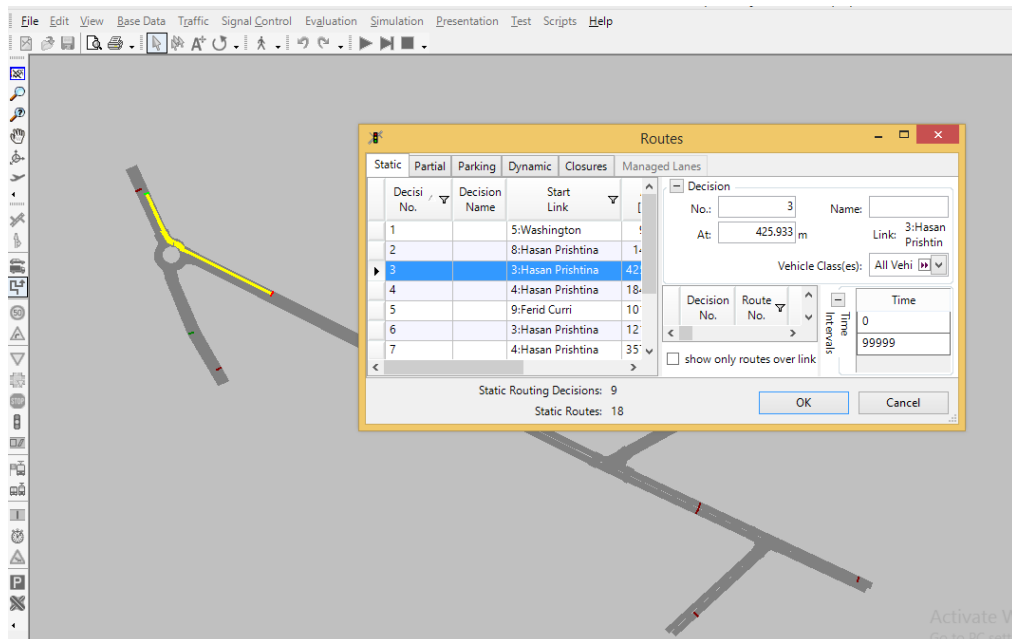 File Edit View Base Data Traffic Signal Control Evaluation Simulation Presentation Test Scripts Help
Routes
Static Partial Parking Dynamic Closures Managed Lanes
Decisi No. Decision Name Start Link
1 5:Washington
2 8:Hasan Prishtina
3 3:Hasan Prishtina
4 4:Hasan Prishtina
5 9:Ferid Curri
6 3:Hasan Prishtina
7 4:Hasan Prishtina
Decision
No.: 3 Name:
At: 425.933 m Link: 3:Hasan Prishtin
Vehicle Class(es): All Vehi
Decision No. Route No.
show only routes over link
Time Intervals
Time
0
99999
Static Routing Decisions: 9
Static Routes: 18
OK Cancel
Activate